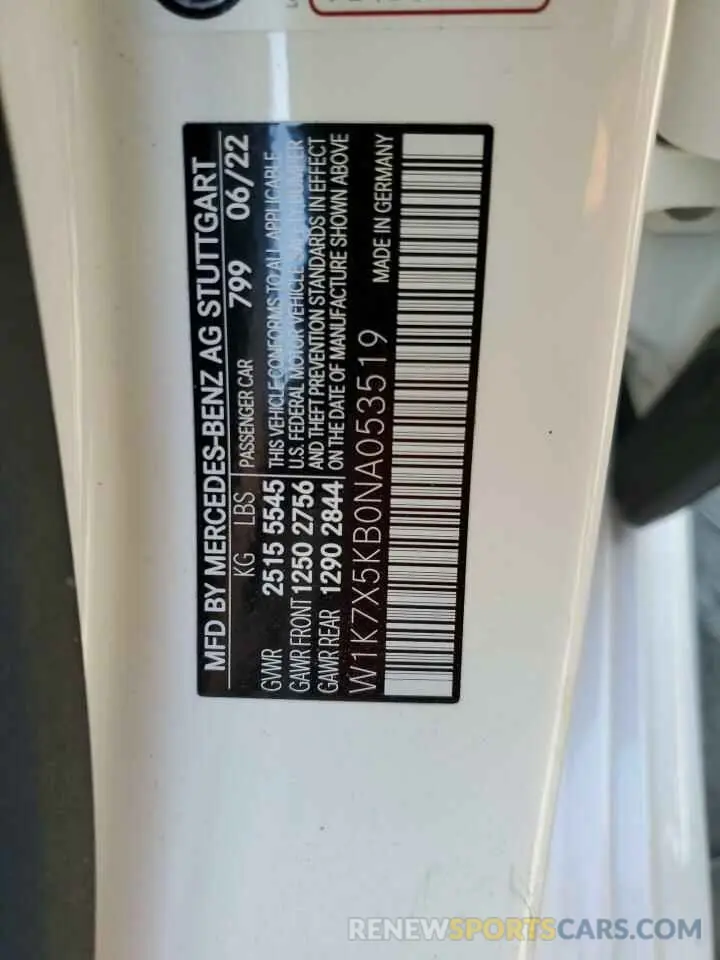 MFD BY MERCEDES-BENZ AG STUTTGART
KG LBS PASSENGER CAR 799 06/22
GVWR 2515 5545 THIS VEHICLE CONFORMS TO ALL APPLICABLE
GAWR FRONT 1250 2756 U.S. FEDERAL MOTOR VEHICLE
GAWR REAR 1290 2844 AND THEFT PREVENTION STANDARDS IN EFFECT
ON THE DATE OF MANUFACTURE SHOWN ABOVE
W1K7X5KB0NA053519 MADE IN GERMANY
RENEWSPORTSCARS.COM